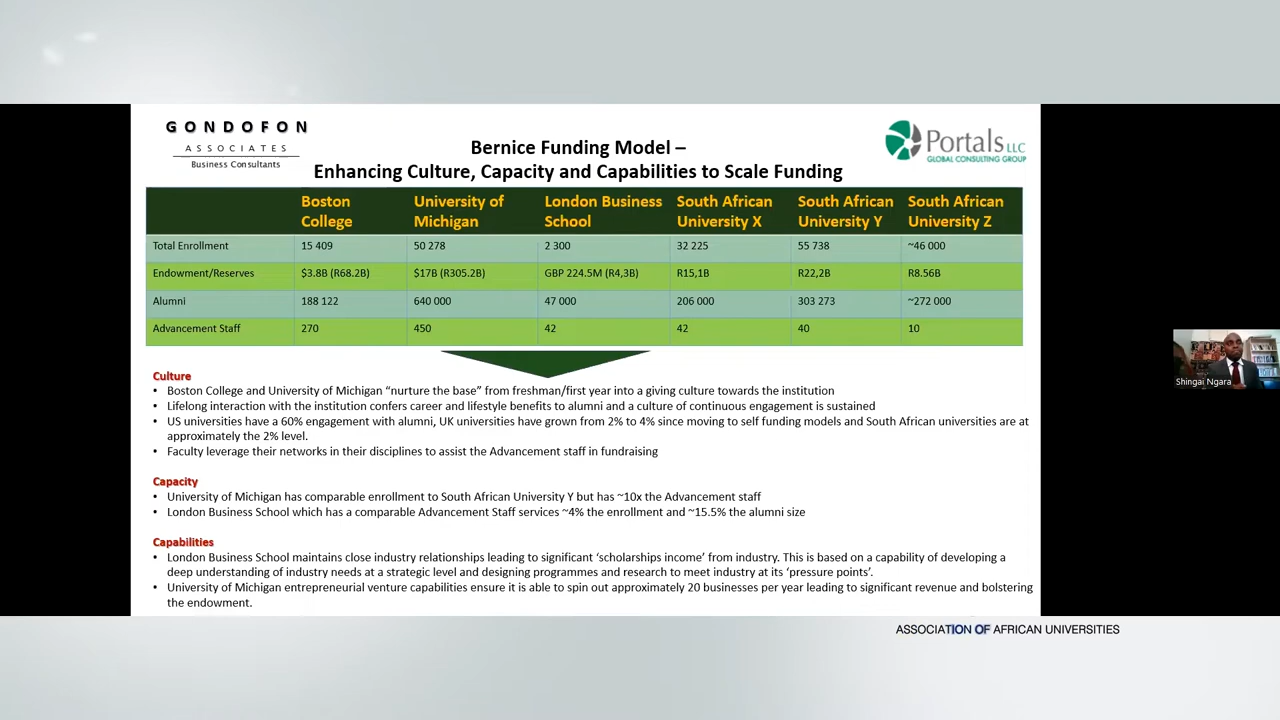 GONDOFON
ASSOCIATES
Business Consultants
Portals LLC
GLOBAL CONSULTING GROUP
Bernice Funding Model –
Enhancing Culture, Capacity and Capabilities to Scale Funding
Boston College University of Michigan London Business School South African University X South African University Y South African University Z
Total Enrollment 15 409 50 278 2 300 32 225 55 738 ~46 000
Endowment/Reserves $3.8B (R68.2B) $17B (R305.2B) GBP 224.5M (R4,3B) R15,1B R22,2B R8.56B
Alumni 188 122 640 000 47 000 206 000 303 273 ~272 000
Advancement Staff 270 450 42 42 40 10
Culture
• Boston College and University of Michigan “nurture the base” from freshman/first year into a giving culture towards the institution
• Lifelong interaction with the institution confers career and lifestyle benefits to alumni and a culture of continuous engagement is sustained
• US universities have a 60% engagement with alumni, UK universities have grown from 2% to 4% since moving to self funding models and South African universities are at
approximately the 2% level.
• Faculty leverage their networks in their disciplines to assist the Advancement staff in fundraising
Capacity
• University of Michigan has comparable enrollment to South African University Y but has ~10x the Advancement staff
• London Business School which has a comparable Advancement Staff services ~4% the enrollment and ~15.5% the alumni size
Capabilities
• London Business School maintains close industry relationships leading to significant ‘scholarships income’ from industry. This is based on a capability of developing a
deep understanding of industry needs at a strategic level and designing programmes and research to meet industry at its ‘pressure points’.
• University of Michigan entrepreneurial venture capabilities ensure it is able to spin out approximately 20 businesses per year leading to significant revenue and bolstering
the endowment.
Shingai Ngara
ASSOCIATION OF AFRICAN UNIVERSITIES